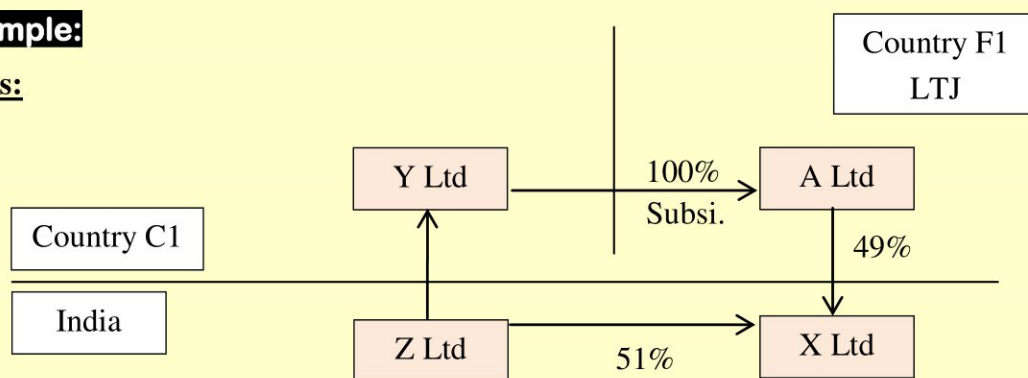 mple:
s:
Country F1
LTJ
Y Ltd
100%
Subsi.
A Ltd
Country C1
49%
India
Z Ltd
51%
X Ltd